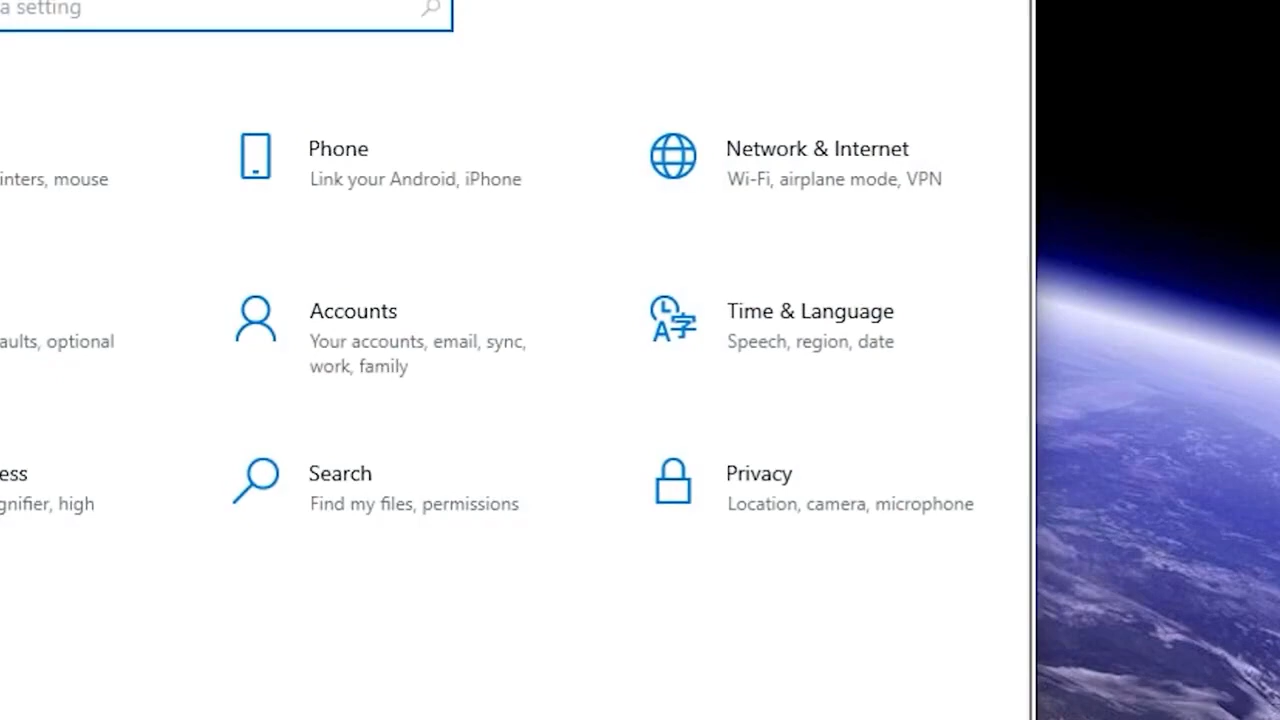 a setting
Phone
Link your Android, iPhone
Network & Internet
Wi-Fi, airplane mode, VPN
inters, mouse
Accounts
Your accounts, email, sync,
work, family
Time & Language
Speech, region, date
aults, optional
ess
gnifier, high
Search
Find my files, permissions
Privacy
Location, camera, microphone